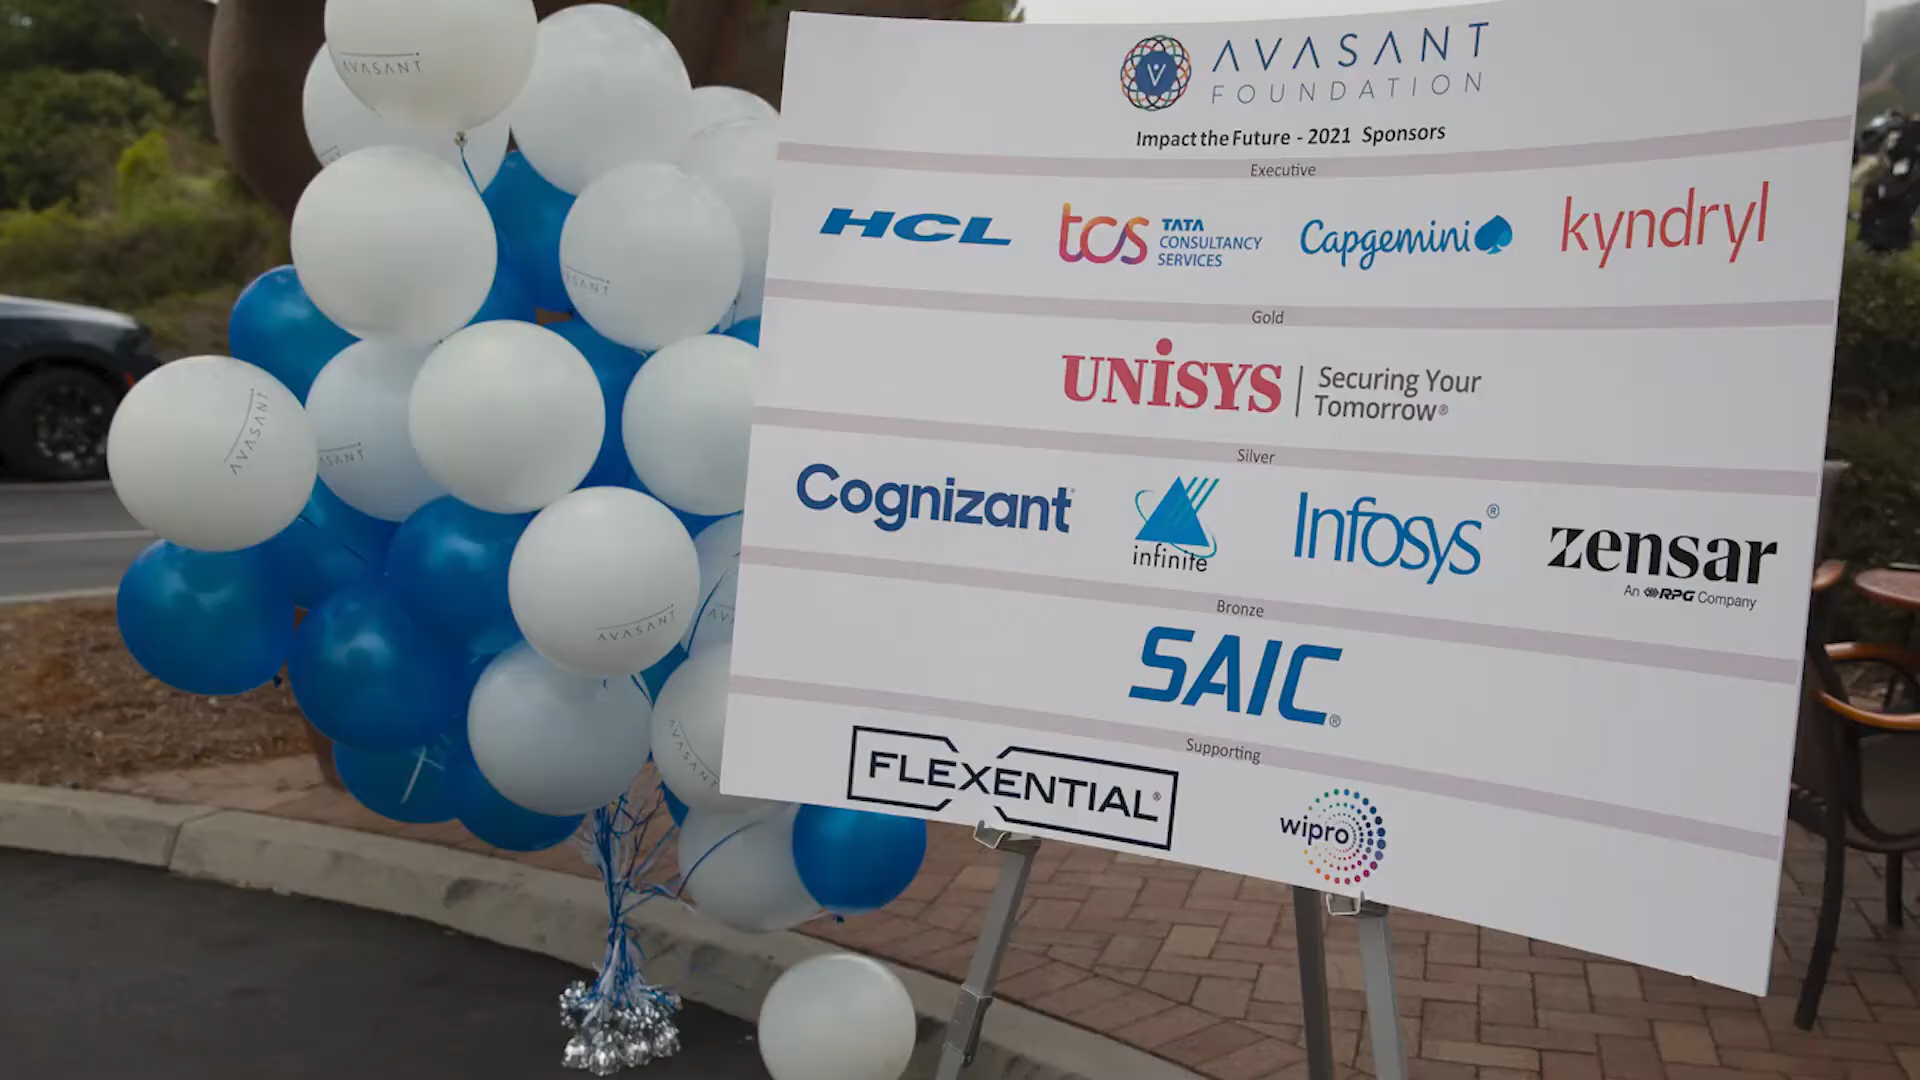 AVASANT
FOUNDATION
Impact the Future - 2021 Sponsors
Executive
HCL
tcs TATA
CONSULTANCY
SERVICES
Capgemini
kyndryl
Gold
UNiSYS | Securing Your
Tomorrow®
Silver
Cognizant
infinite
Infosys®
zensar
An RPG Company
Bronze
SAIC®
Supporting
FLEXENTIAL®
wipro
AVASANT
AVASANT
AVASANT
AVASANT